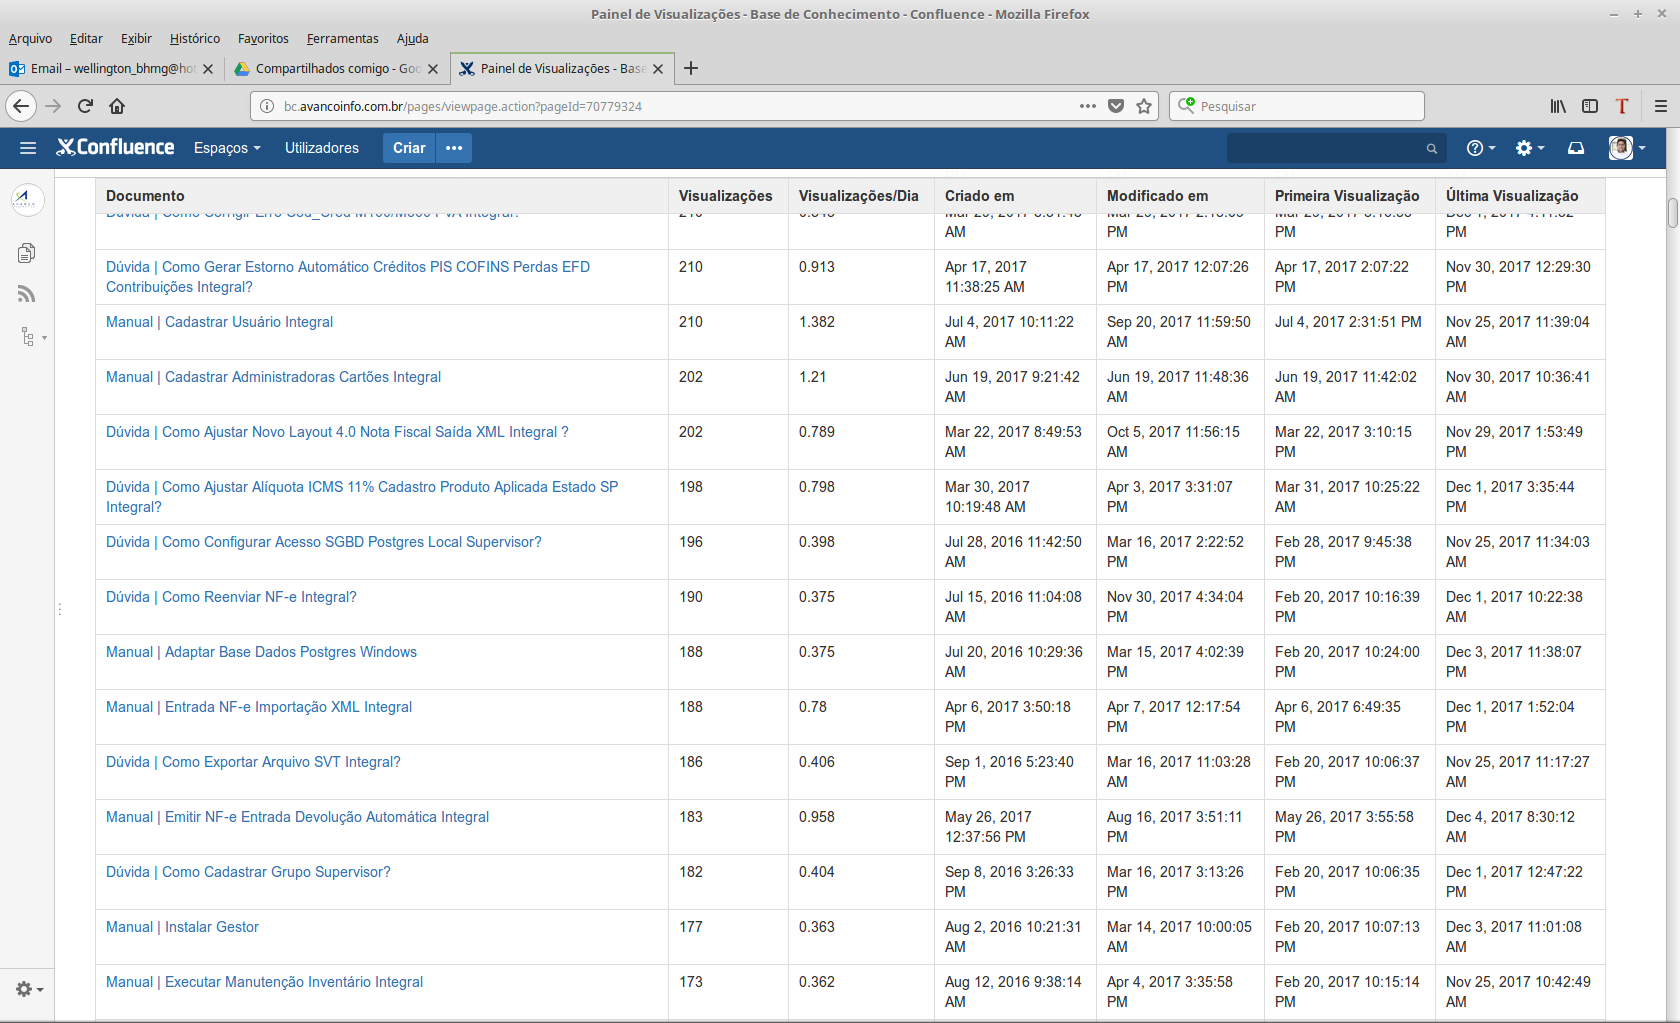 Painel de Visualizações - Base de Conhecimento - Confluence - Mozilla Firefox
Arquivo Editar Exibir Histórico Favoritos Ferramentas Ajuda
Email – wellington_bhmg@ho
Compartilhados comigo - Goo
Painel de Visualizações - Base
bc.avancoinfo.com.br/pages/viewpage.action?pageId=70779324
Pesquisar
Confluence Espaços Utilizadores Criar
Documento Visualizações Visualizações/Dia Criado em Modificado em Primeira Visualização Última Visualização
AM PM PM PM
Dúvida | Como Gerar Estorno Automático Créditos PIS COFINS Perdas EFD 210 0.913 Apr 17, 2017 Apr 17, 2017 12:07:26 Apr 17, 2017 2:07:22 Nov 30, 2017 12:29:30
Contribuições Integral? 11:38:25 AM PM PM PM
Manual | Cadastrar Usuário Integral 210 1.382 Jul 4, 2017 10:11:22 Sep 20, 2017 11:59:50 Jul 4, 2017 2:31:51 PM Nov 25, 2017 11:39:04
AM AM AM
Manual | Cadastrar Administradoras Cartões Integral 202 1.21 Jun 19, 2017 9:21:42 Jun 19, 2017 11:48:36 Jun 19, 2017 11:42:02 Nov 30, 2017 10:36:41
AM AM AM AM
Dúvida | Como Ajustar Novo Layout 4.0 Nota Fiscal Saída XML Integral ? 202 0.789 Mar 22, 2017 8:49:53 Oct 5, 2017 11:56:15 Mar 22, 2017 3:10:15 Nov 29, 2017 1:53:49
AM AM PM PM
Dúvida | Como Ajustar Alíquota ICMS 11% Cadastro Produto Aplicada Estado SP 198 0.798 Mar 30, 2017 Apr 3, 2017 3:31:07 Mar 31, 2017 10:25:22 Dec 1, 2017 3:35:44
Integral? 10:19:48 AM PM AM PM
Dúvida | Como Configurar Acesso SGBD Postgres Local Supervisor? 196 0.398 Jul 28, 2016 11:42:50 Mar 16, 2017 2:22:52 Feb 28, 2017 9:45:38 Nov 25, 2017 11:34:03
AM PM PM AM
Dúvida | Como Reenviar NF-e Integral? 190 0.375 Jul 15, 2016 11:04:08 Nov 30, 2017 4:34:04 Feb 20, 2017 10:16:39 Dec 1, 2017 10:22:38
AM PM PM AM
Manual | Adaptar Base Dados Postgres Windows 188 0.375 Jul 20, 2016 10:29:36 Mar 15, 2017 4:02:39 Feb 20, 2017 10:24:00 Dec 3, 2017 11:38:07
AM PM PM PM
Manual | Entrada NF-e Importação XML Integral 188 0.78 Apr 6, 2017 3:50:18 Apr 7, 2017 12:17:54 Apr 6, 2017 6:49:35 Dec 1, 2017 1:52:04
PM PM PM PM
Dúvida | Como Exportar Arquivo SVT Integral? 186 0.406 Sep 1, 2016 5:23:40 Mar 16, 2017 11:03:28 Feb 20, 2017 10:06:37 Nov 25, 2017 11:17:27
PM AM PM AM
Manual | Emitir NF-e Entrada Devolução Automática Integral 183 0.958 May 26, 2017 Aug 16, 2017 3:51:11 May 26, 2017 3:55:58 Dec 4, 2017 8:30:12
12:37:56 PM PM PM AM
Dúvida | Como Cadastrar Grupo Supervisor? 182 0.404 Sep 8, 2016 3:26:33 Mar 16, 2017 3:13:26 Feb 20, 2017 10:06:35 Dec 1, 2017 12:47:22
PM PM PM PM
Manual | Instalar Gestor 177 0.363 Aug 2, 2016 10:21:31 Mar 14, 2017 10:00:05 Feb 20, 2017 10:07:13 Dec 3, 2017 11:01:08
AM AM PM AM
Manual | Executar Manutenção Inventário Integral 173 0.362 Aug 12, 2016 9:38:14 Apr 4, 2017 3:35:58 Feb 20, 2017 10:15:14 Nov 25, 2017 10:42:49
AM PM PM AM